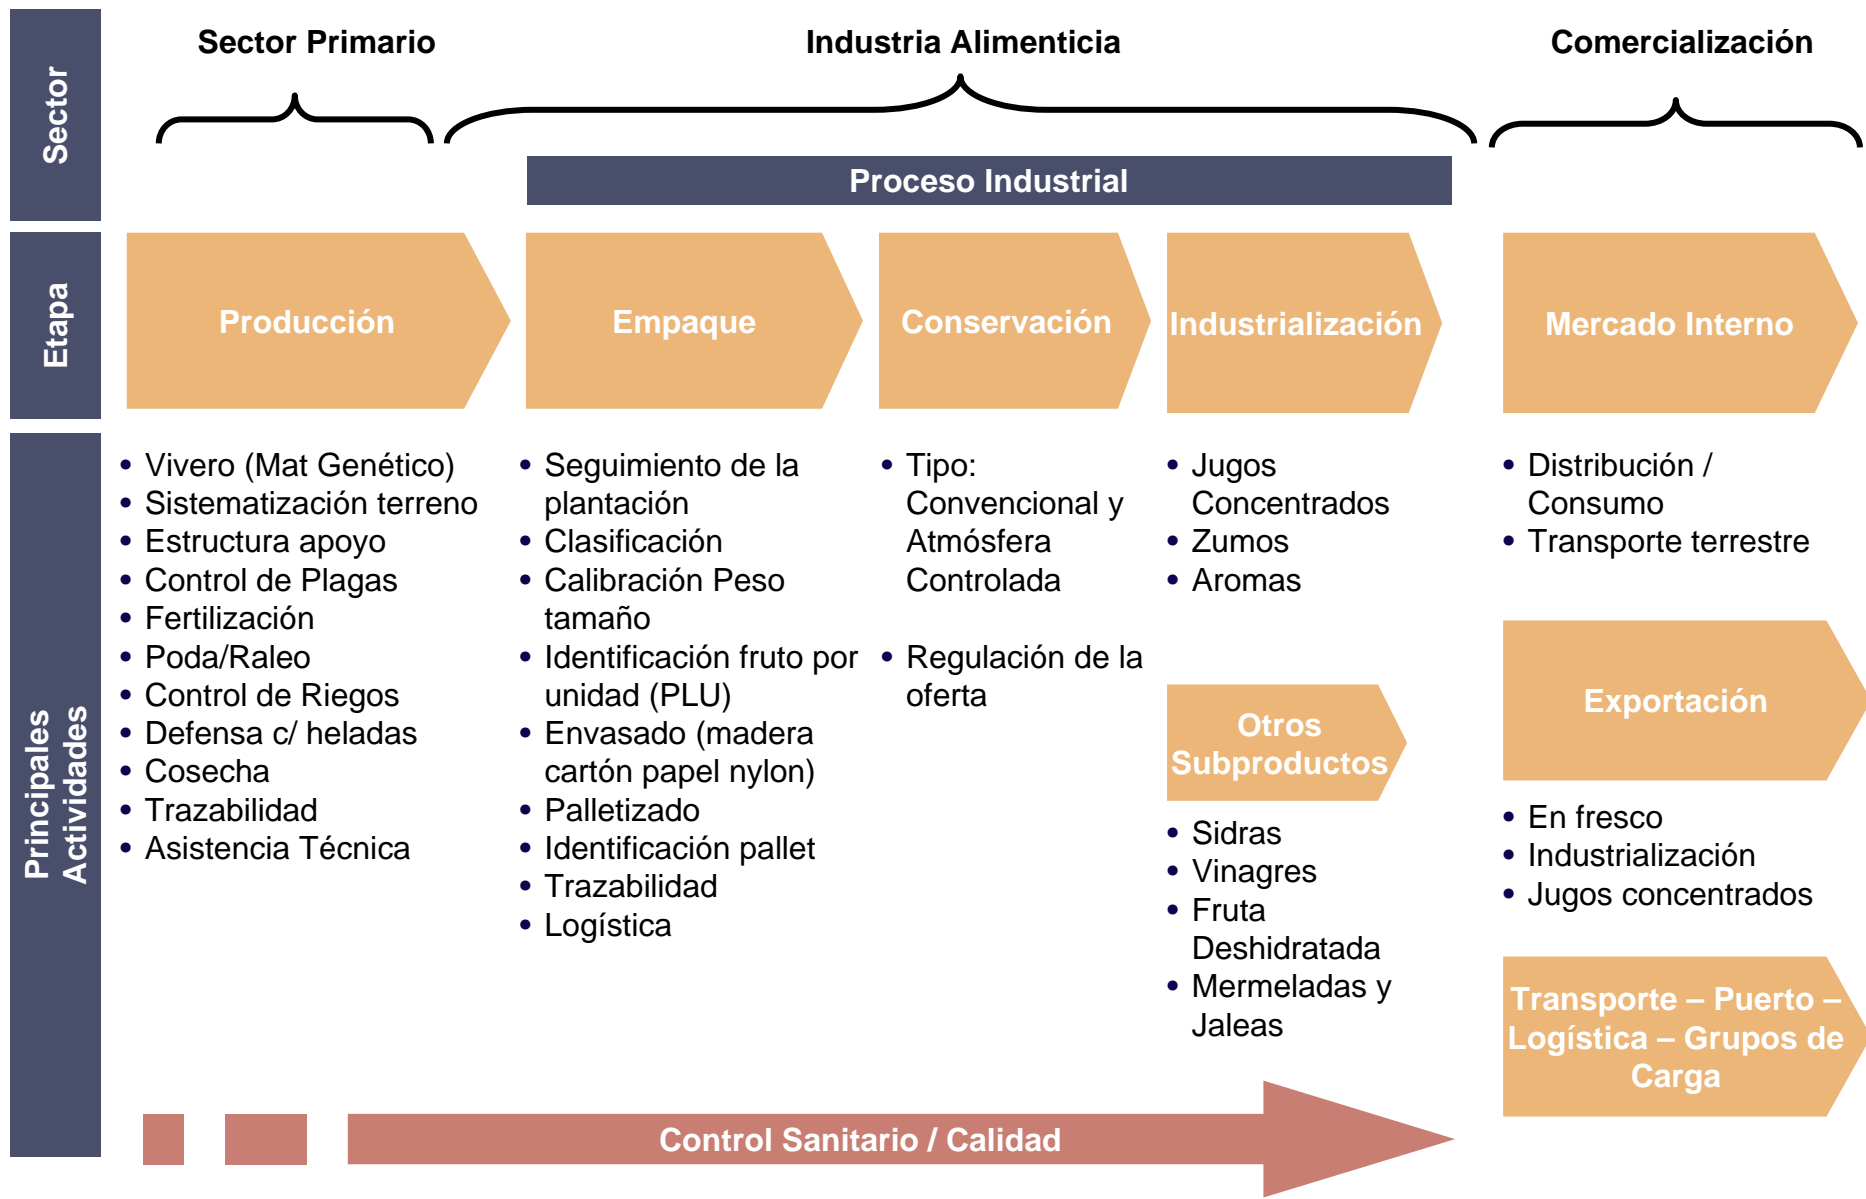 Sector
Sector Primario
Industria Alimenticia
Comercialización
Proceso Industrial
Etapa
Producción
Empaque
Conservación
Industrialización
Mercado Interno
Principales
Actividades
• Vivero (Mat Genético)
• Sistematización terreno
• Estructura apoyo
• Control de Plagas
• Fertilización
• Poda/Raleo
• Control de Riegos
• Defensa c/ heladas
• Cosecha
• Trazabilidad
• Asistencia Técnica
• Seguimiento de la
plantación
• Clasificación
• Calibración Peso
tamaño
• Identificación fruto por
unidad (PLU)
• Envasado (madera
cartón papel nylon)
• Palletizado
• Identificación pallet
• Trazabilidad
• Logística
• Tipo:
Convencional y
Atmósfera
Controlada
• Regulación de la
oferta
• Jugos
Concentrados
• Zumos
• Aromas
Otros
Subproductos
• Sidras
• Vinagres
• Fruta
Deshidratada
• Mermeladas y
Jaleas
• Distribución /
Consumo
• Transporte terrestre
Exportación
• En fresco
• Industrialización
• Jugos concentrados
Transporte – Puerto –
Logística – Grupos de
Carga
Control Sanitario / Calidad